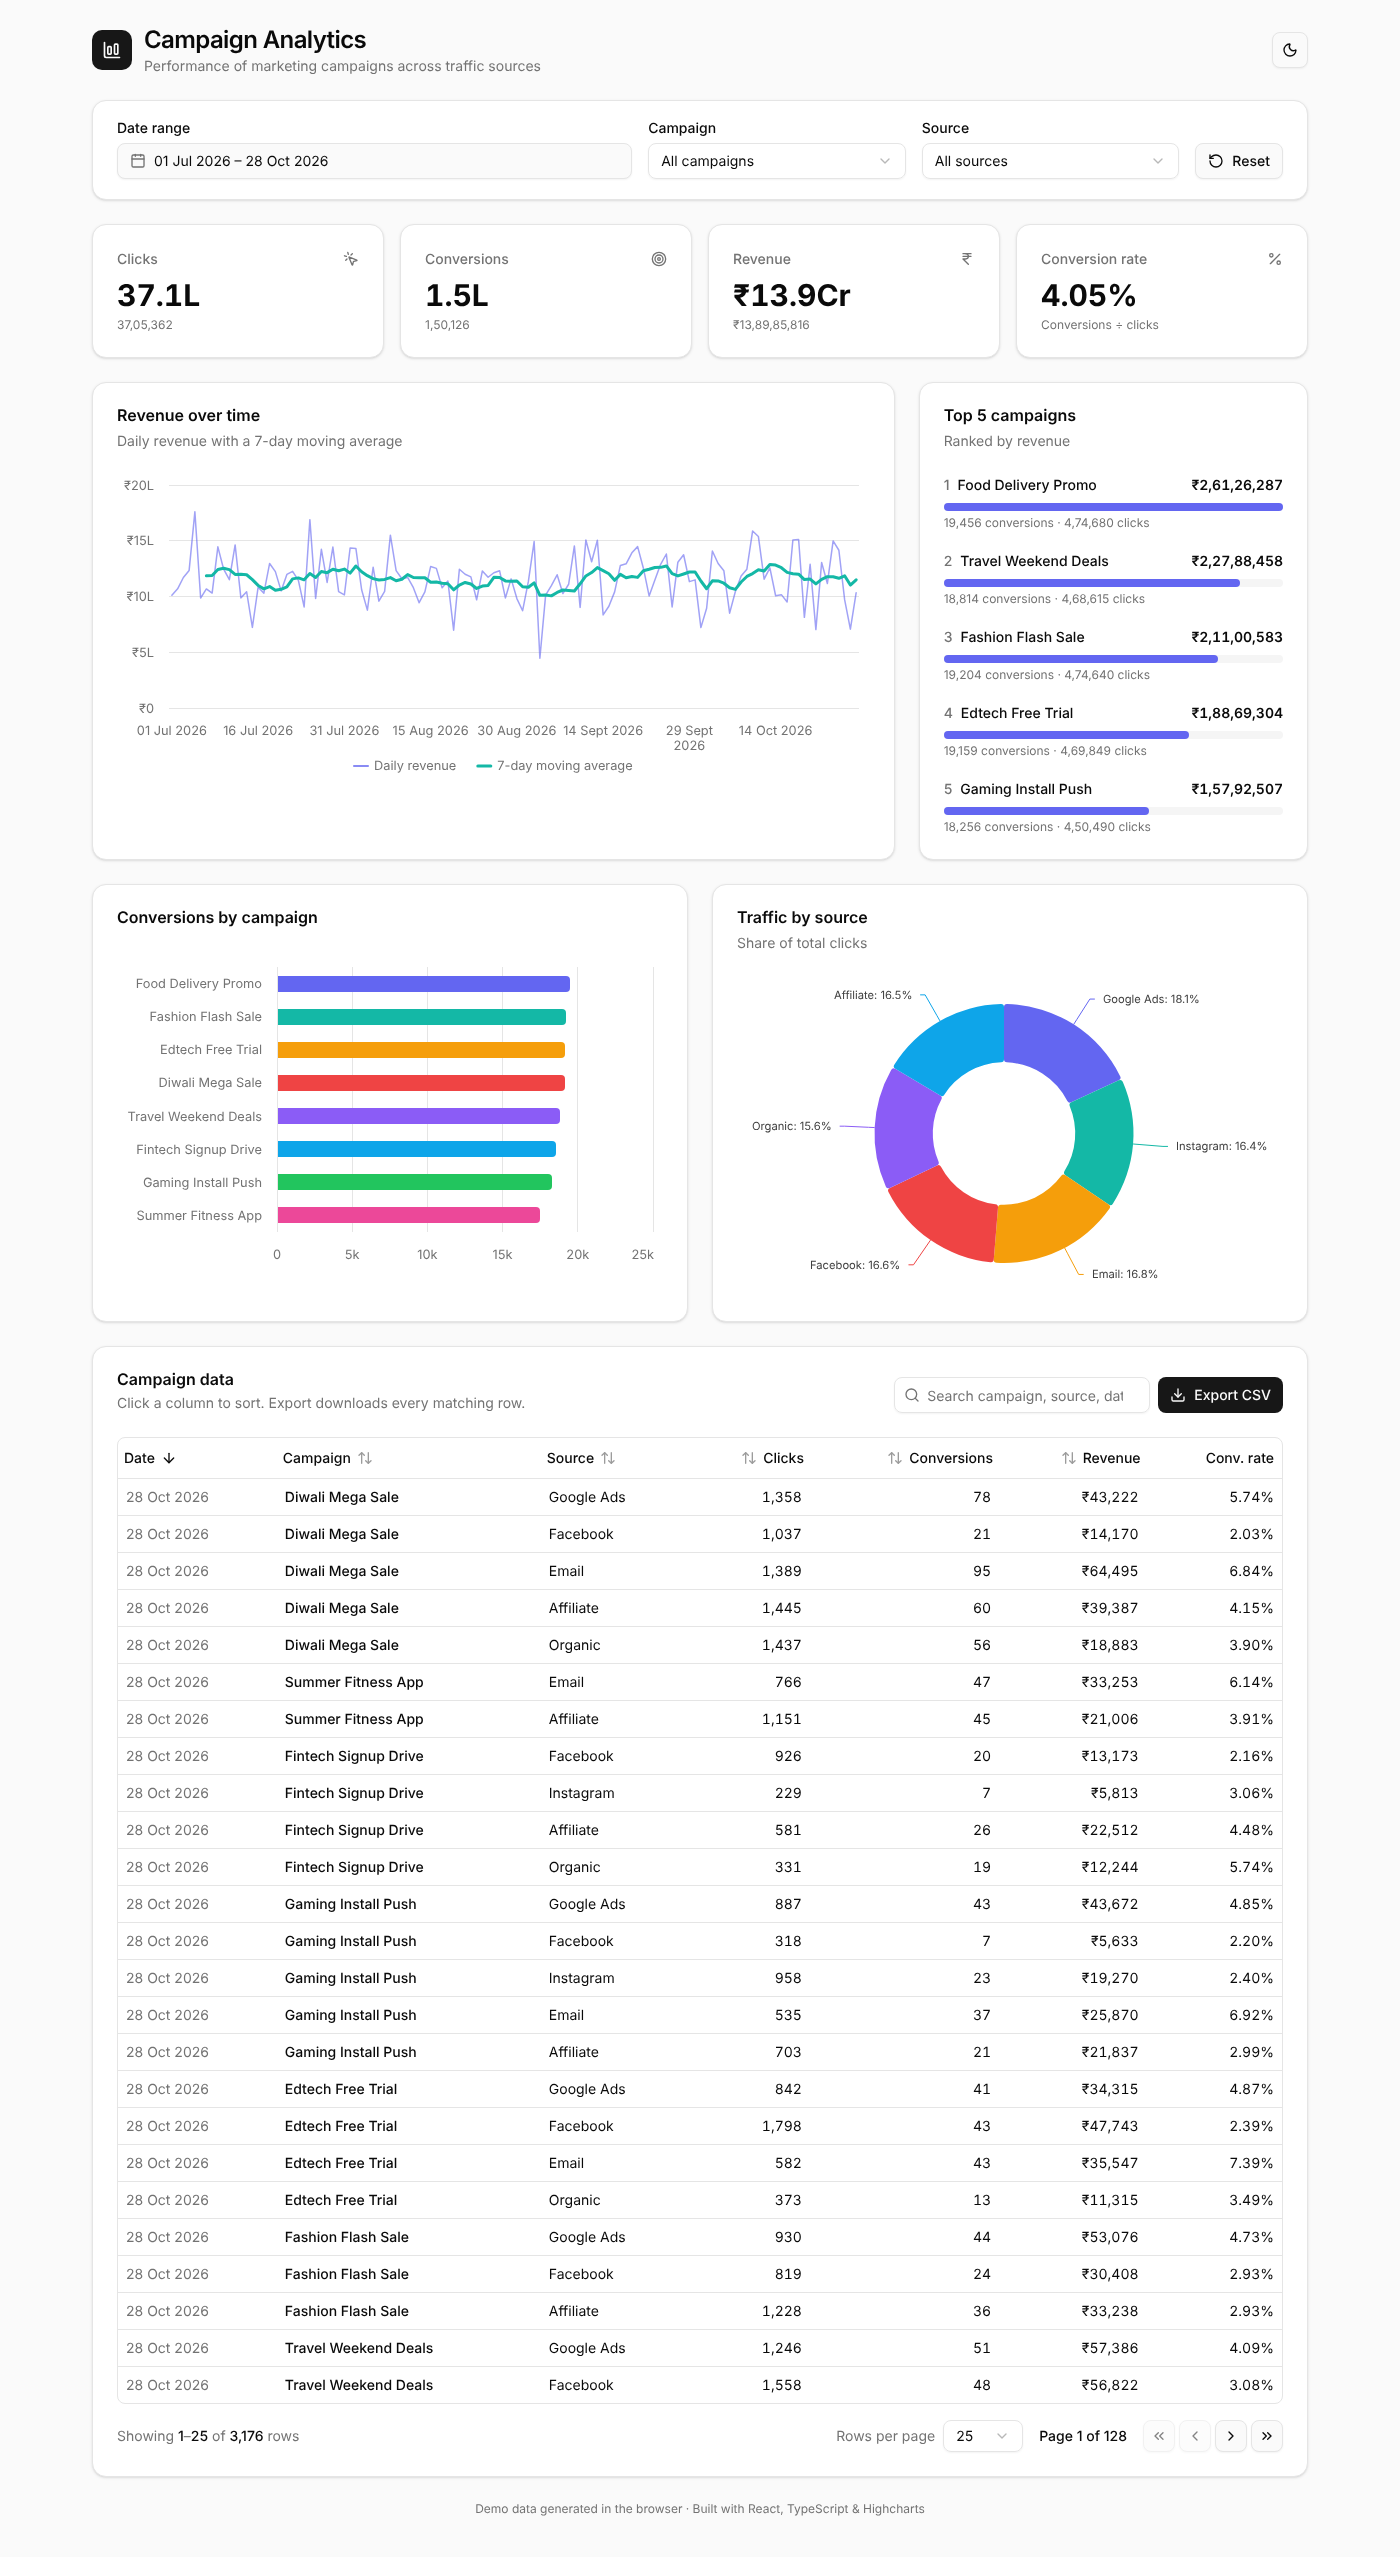 Campaign Analytics
Performance of marketing campaigns across traffic sources
Date range
01 Jul 2026 – 28 Oct 2026
Campaign
All campaigns
Source
All sources
Reset
Clicks
37.1L
37,05,362
Conversions
1.5L
1,50,126
Revenue
₹13.9Cr
₹13,89,85,816
Conversion rate
4.05%
Conversions ÷ clicks
Revenue over time
Daily revenue with a 7-day moving average
₹20L
₹15L
₹10L
₹5L
₹0
01 Jul 2026 16 Jul 2026 31 Jul 2026 15 Aug 2026 30 Aug 2026 14 Sept 2026 29 Sept 2026 14 Oct 2026
Daily revenue 7-day moving average
Top 5 campaigns
Ranked by revenue
1 Food Delivery Promo ₹2,61,26,287
19,456 conversions · 4,74,680 clicks
2 Travel Weekend Deals ₹2,27,88,458
18,814 conversions · 4,68,615 clicks
3 Fashion Flash Sale ₹2,11,00,583
19,204 conversions · 4,74,640 clicks
4 Edtech Free Trial ₹1,88,69,304
19,159 conversions · 4,69,849 clicks
5 Gaming Install Push ₹1,57,92,507
18,256 conversions · 4,50,490 clicks
Conversions by campaign
Food Delivery Promo
Fashion Flash Sale
Edtech Free Trial
Diwali Mega Sale
Travel Weekend Deals
Fintech Signup Drive
Gaming Install Push
Summer Fitness App
0 5k 10k 15k 20k 25k
Traffic by source
Share of total clicks
Affiliate: 16.5%
Google Ads: 18.1%
Organic: 15.6%
Instagram: 16.4%
Facebook: 16.6%
Email: 16.8%
Campaign data
Click a column to sort. Export downloads every matching row.
Search campaign, source, dat
Export CSV
Date Campaign Source Clicks Conversions Revenue Conv. rate
28 Oct 2026 Diwali Mega Sale Google Ads 1,358 78 ₹43,222 5.74%
28 Oct 2026 Diwali Mega Sale Facebook 1,037 21 ₹14,170 2.03%
28 Oct 2026 Diwali Mega Sale Email 1,389 95 ₹64,495 6.84%
28 Oct 2026 Diwali Mega Sale Affiliate 1,445 60 ₹39,387 4.15%
28 Oct 2026 Diwali Mega Sale Organic 1,437 56 ₹18,883 3.90%
28 Oct 2026 Summer Fitness App Email 766 47 ₹33,253 6.14%
28 Oct 2026 Summer Fitness App Affiliate 1,151 45 ₹21,006 3.91%
28 Oct 2026 Fintech Signup Drive Facebook 926 20 ₹13,173 2.16%
28 Oct 2026 Fintech Signup Drive Instagram 229 7 ₹5,813 3.06%
28 Oct 2026 Fintech Signup Drive Affiliate 581 26 ₹22,512 4.48%
28 Oct 2026 Fintech Signup Drive Organic 331 19 ₹12,244 5.74%
28 Oct 2026 Gaming Install Push Google Ads 887 43 ₹43,672 4.85%
28 Oct 2026 Gaming Install Push Facebook 318 7 ₹5,633 2.20%
28 Oct 2026 Gaming Install Push Instagram 958 23 ₹19,270 2.40%
28 Oct 2026 Gaming Install Push Email 535 37 ₹25,870 6.92%
28 Oct 2026 Gaming Install Push Affiliate 703 21 ₹21,837 2.99%
28 Oct 2026 Edtech Free Trial Google Ads 842 41 ₹34,315 4.87%
28 Oct 2026 Edtech Free Trial Facebook 1,798 43 ₹47,743 2.39%
28 Oct 2026 Edtech Free Trial Email 582 43 ₹35,547 7.39%
28 Oct 2026 Edtech Free Trial Organic 373 13 ₹11,315 3.49%
28 Oct 2026 Fashion Flash Sale Google Ads 930 44 ₹53,076 4.73%
28 Oct 2026 Fashion Flash Sale Facebook 819 24 ₹30,408 2.93%
28 Oct 2026 Fashion Flash Sale Affiliate 1,228 36 ₹33,238 2.93%
28 Oct 2026 Travel Weekend Deals Google Ads 1,246 51 ₹57,386 4.09%
28 Oct 2026 Travel Weekend Deals Facebook 1,558 48 ₹56,822 3.08%
Showing 1–25 of 3,176 rows
Rows per page 25 Page 1 of 128
Demo data generated in the browser · Built with React, TypeScript & Highcharts